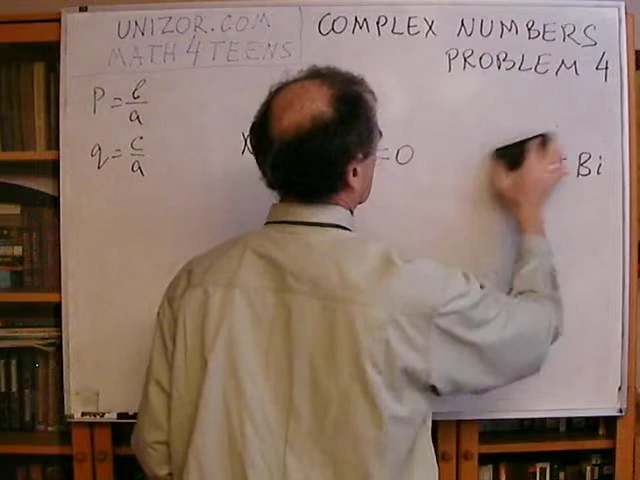 UNIZOR.COM
MATH 4 TEENS
COMPLEX NUMBERS
PROBLEM 4
P = b/a
q = c/a
X =0
= Bi